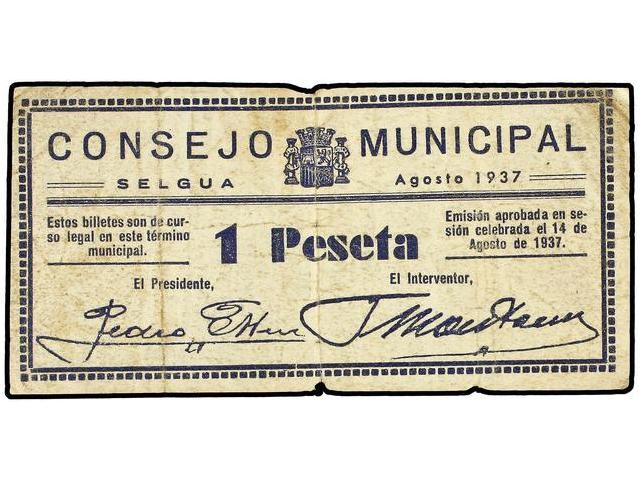 CONSEJO MUNICIPAL
SELGUA
Agosto 1937
Estos billetes son de cur-
so legal en este término
municipal.
1 Peseta
Emisión aprobada en se-
sión celebrada el 14 de
Agosto de 1937.
El Presidente,
El Interventor,
Pedro